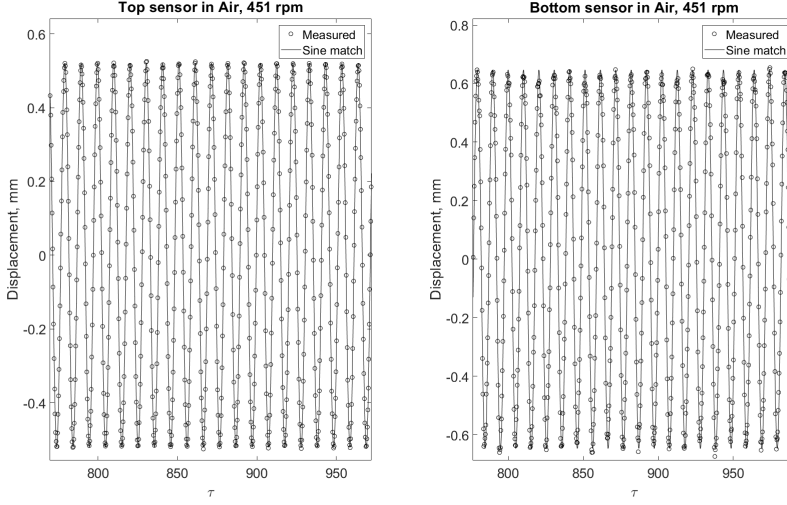 Top sensor in Air, 451 rpm
Measured
Sine match
0.6
0.4
0.2
0
-0.2
-0.4
Displacement, mm
800
850
900
950
τ
Bottom sensor in Air, 451 rpm
Measured
Sine match
0.8
0.6
0.4
0.2
0
-0.2
-0.4
-0.6
Displacement, mm
800
850
900
950
τ